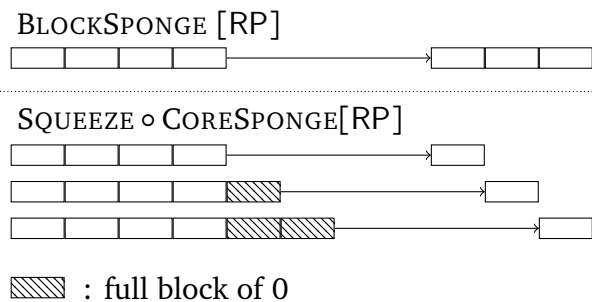 BLOCKSPONGE [RP]
SQUEEZE ∘ CORESPONGE[RP]
: full block of 0